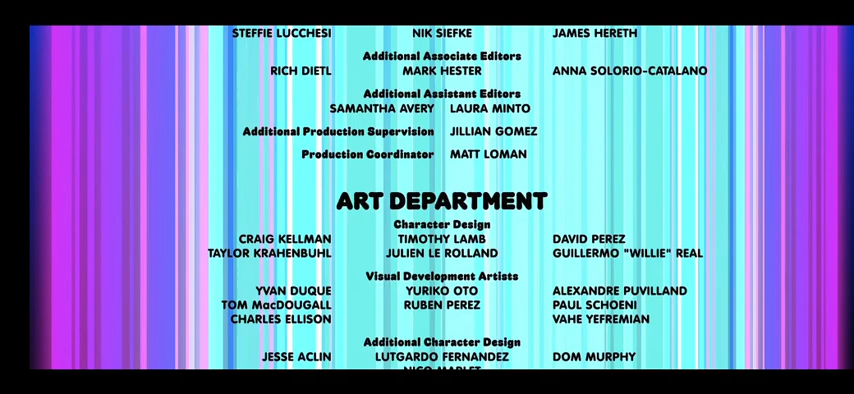 STEFFIE LUCCHESI NIK SIEFKE JAMES HERETH
Additional Associate Editors
RICH DIETL MARK HESTER ANNA SOLORIO-CATALANO
Additional Assistant Editors
SAMANTHA AVERY LAURA MINTO
Additional Production Supervision JILLIAN GOMEZ
Production Coordinator MATT LOMAN
ART DEPARTMENT
Character Design
CRAIG KELLMAN TIMOTHY LAMB DAVID PEREZ
TAYLOR KRAHENBUHL JULIEN LE ROLLAND GUILLERMO "WILLIE" REAL
Visual Development Artists
YVAN DUQUE YURIKO OTO ALEXANDRE PUVILLAND
TOM MacDOUGALL RUBEN PEREZ PAUL SCHOENI
CHARLES ELLISON VAHE YEFREMIAN
Additional Character Design
JESSE ACLIN LUTGARDO FERNANDEZ DOM MURPHY